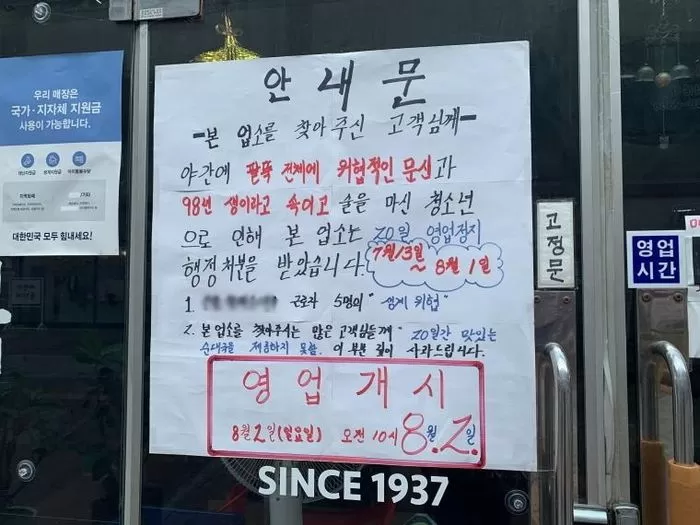 우리 매장은
국가·지자체 지원금
사용이 가능합니다.
재난지원금
대한민국 모두 힘내세요!
안내문
-본 업소를 찾아주신 고객님께-
야간에 팔뚝 전체에 위협적인 문신과
98년 생이라고 속이고 술을 마신 청소년
으로 인해 본 업소는 20일 영업정지
행정처분을 받았습니다.
7월/13일
~ 8월 1일
1. 근로자 5명의 "생계 위협"
2. 본 업소를 찾아주시는 많은 고객님들께 20일간 맛있는
순대국을 제공하지 못함. 이 부분 깊이 사과드립니다.
영업개시
8월 2일(일요일) 오전 10시 8월.2.일
SINCE 1937
고정문
영업
시간